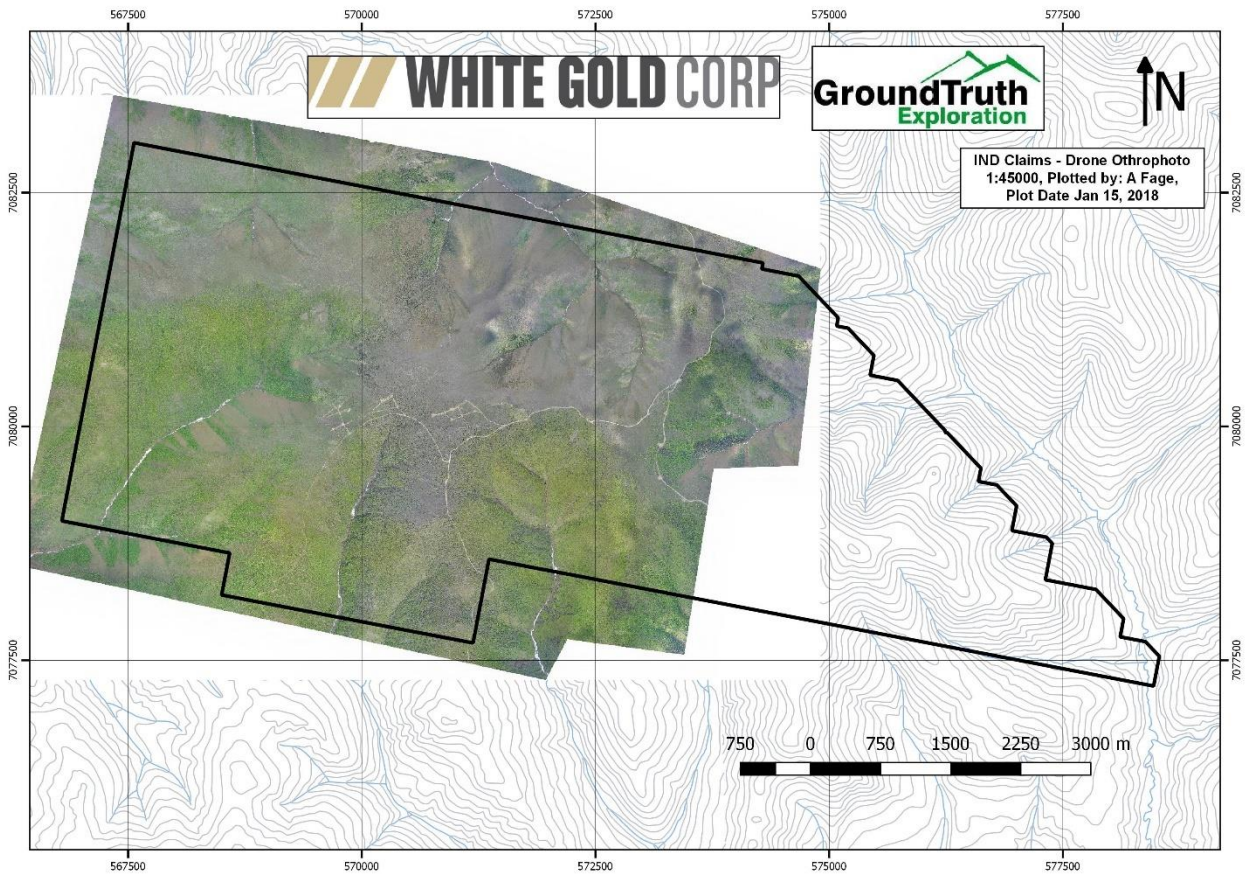 567500 570000 572500 575000 577500
WHITE GOLD CORP
GroundTruth
Exploration
N
IND Claims - Drone Othrophoto
1:45000, Plotted by: A Fage,
Plot Date Jan 15, 2018
7082500 7082500
7080000 7080000
7077500 7077500
750 0 750 1500 2250 3000 m
567500 570000 572500 575000 577500